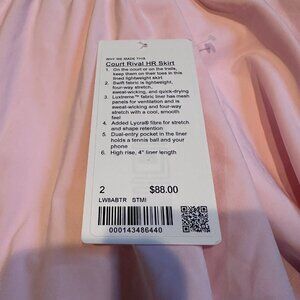 WHY WE MADE THIS
Court Rival HR Skirt
1. On the court or on the trails,
keep them on their toes in this
lined lightweight skirt
2. Swift fabric is lightweight,
four-way stretch,
sweat-wicking, and quick-drying
3. Luxtreme™ fabric liner has mesh
panels for ventilation and is
sweat-wicking and four-way
stretch with a cool, smooth
feel
4. Added Lycra® fibre for stretch
and shape retention
5. Dual-entry pocket in the liner
holds a tennis ball and your
phone
6. High rise, 4" liner length
2 $88.00
LW8ABTR STMI
000143486440